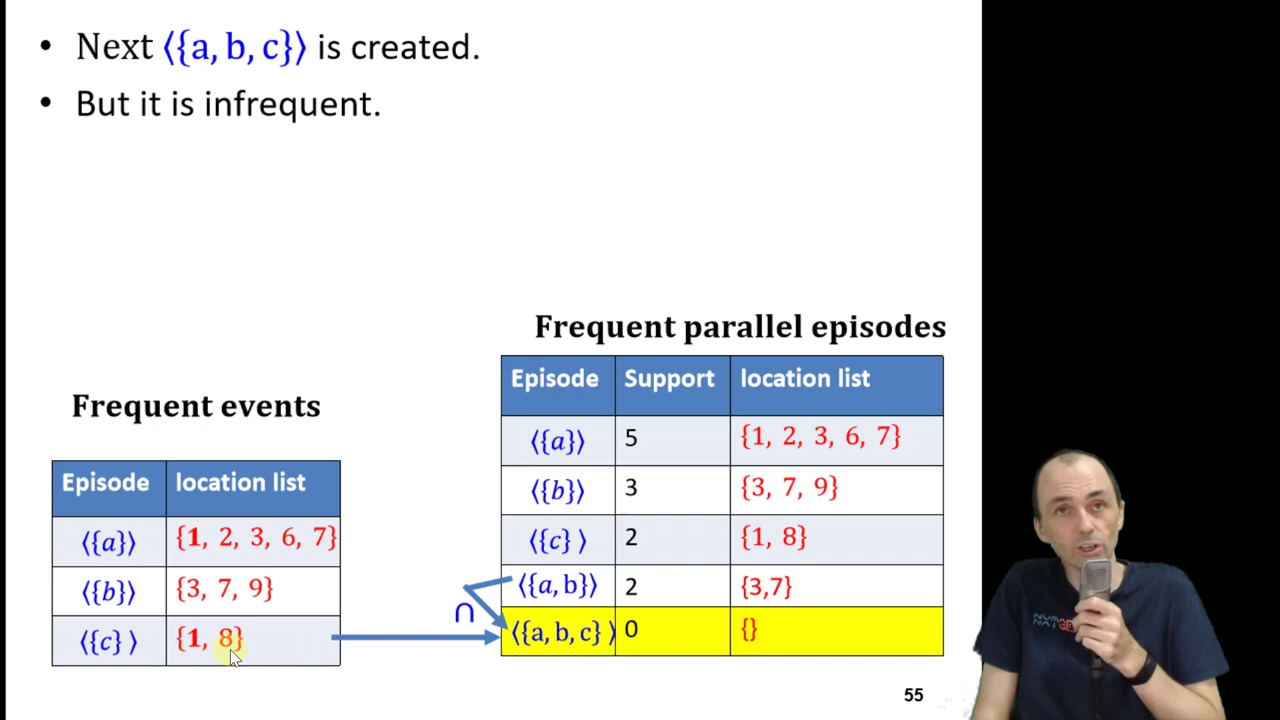 • Next ⟨{a, b, c}⟩ is created.
• But it is infrequent.
Frequent parallel episodes
Episode Support location list
⟨{a}⟩ 5 {1, 2, 3, 6, 7}
⟨{b}⟩ 3 {3, 7, 9}
⟨{c} ⟩ 2 {1, 8}
⟨{a, b}⟩ 2 {3,7}
⟨{a, b, c} ⟩ 0 {}
Frequent events
Episode location list
⟨{a}⟩ {1, 2, 3, 6, 7}
⟨{b}⟩ {3, 7, 9}
⟨{c} ⟩ {1, 8}
∩
55